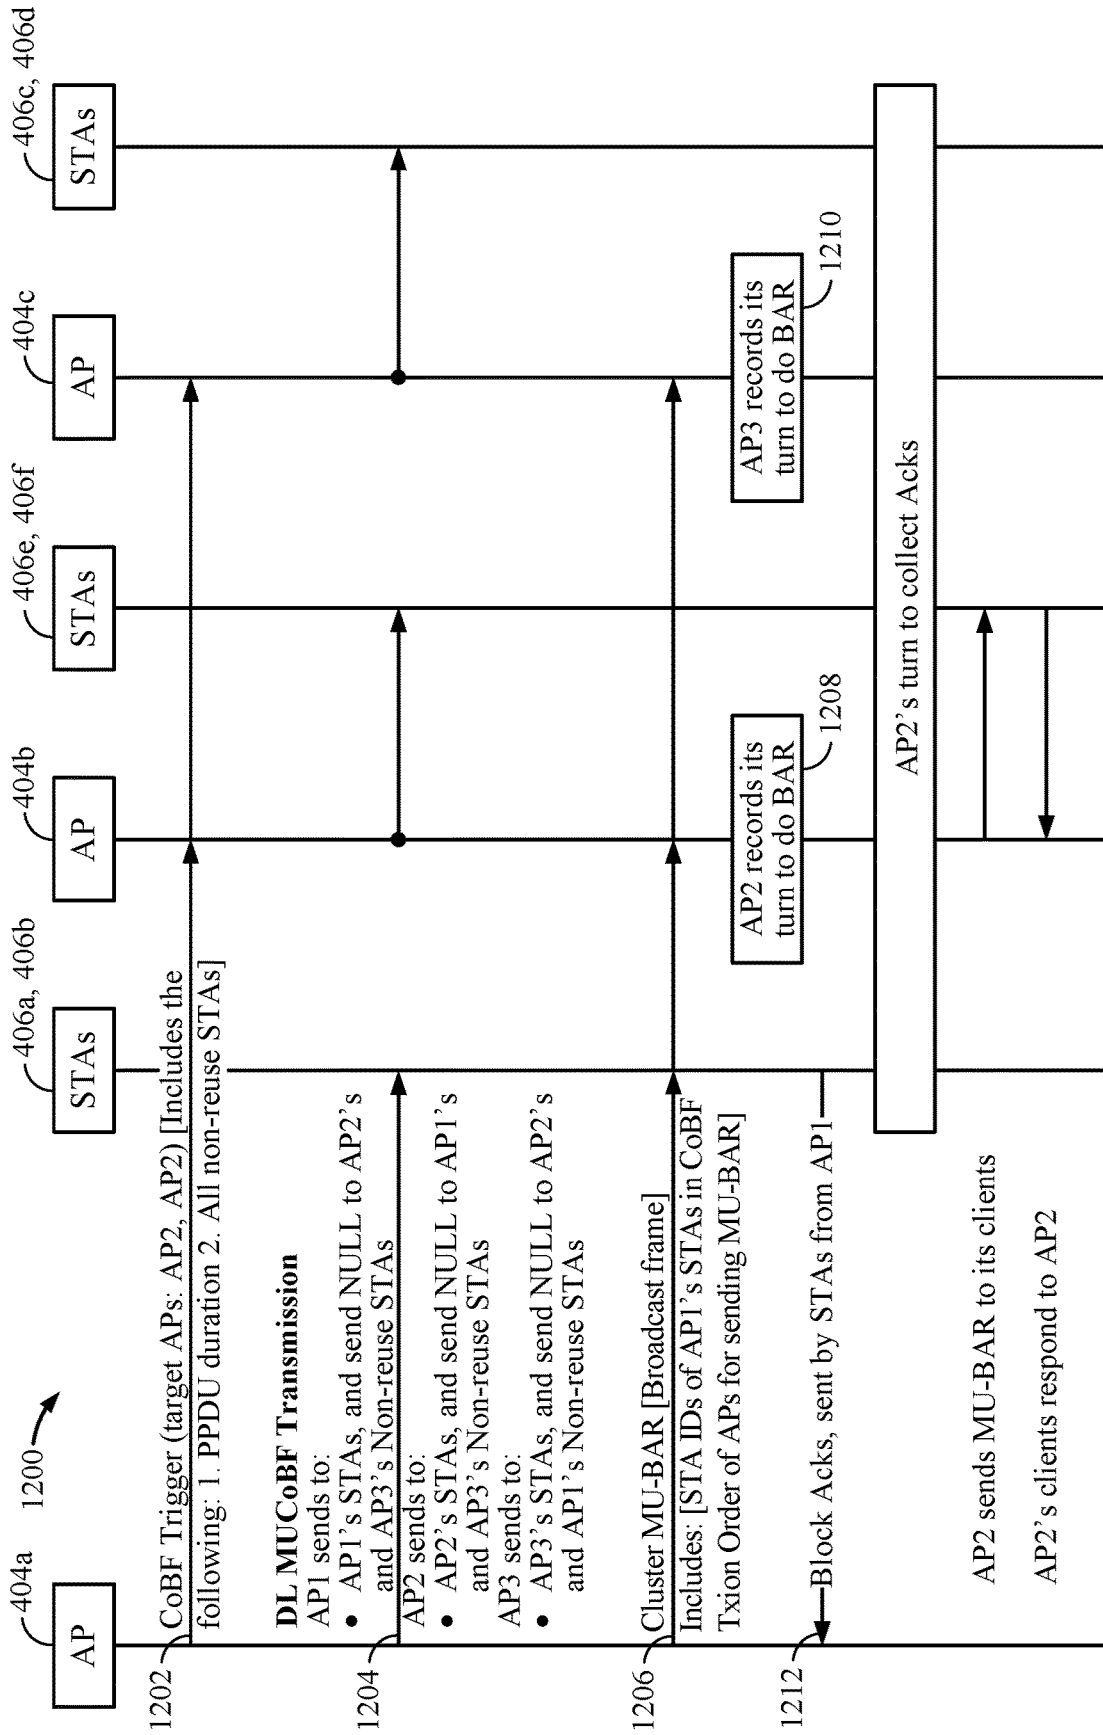 1200
404a
AP
406a, 406b
STAs
404b
AP
406e, 406f
STAs
404c
AP
406c, 406d
STAs
1202
CoBF Trigger (target APs: AP2, AP2) [Includes the
following: 1. PPDU duration 2. All non-reuse STAs]
DL MUCoBF Transmission
AP1 sends to:
• AP1's STAs, and send NULL to AP2's
and AP3's Non-reuse STAs
1204
AP2 sends to:
• AP2's STAs, and send NULL to AP1's
and AP3's Non-reuse STAs
AP3 sends to:
• AP3's STAs, and send NULL to AP2's
and AP1's Non-reuse STAs
1206
Cluster MU-BAR [Broadcast frame]
Includes: [STA IDs of AP1's STAs in CoBF
Txion Order of APs for sending MU-BAR]
AP2 records its
turn to do BAR
1208
AP3 records its
turn to do BAR
1210
1212
Block Acks, sent by STAs from AP1
AP2's turn to collect Acks
AP2 sends MU-BAR to its clients
AP2's clients respond to AP2